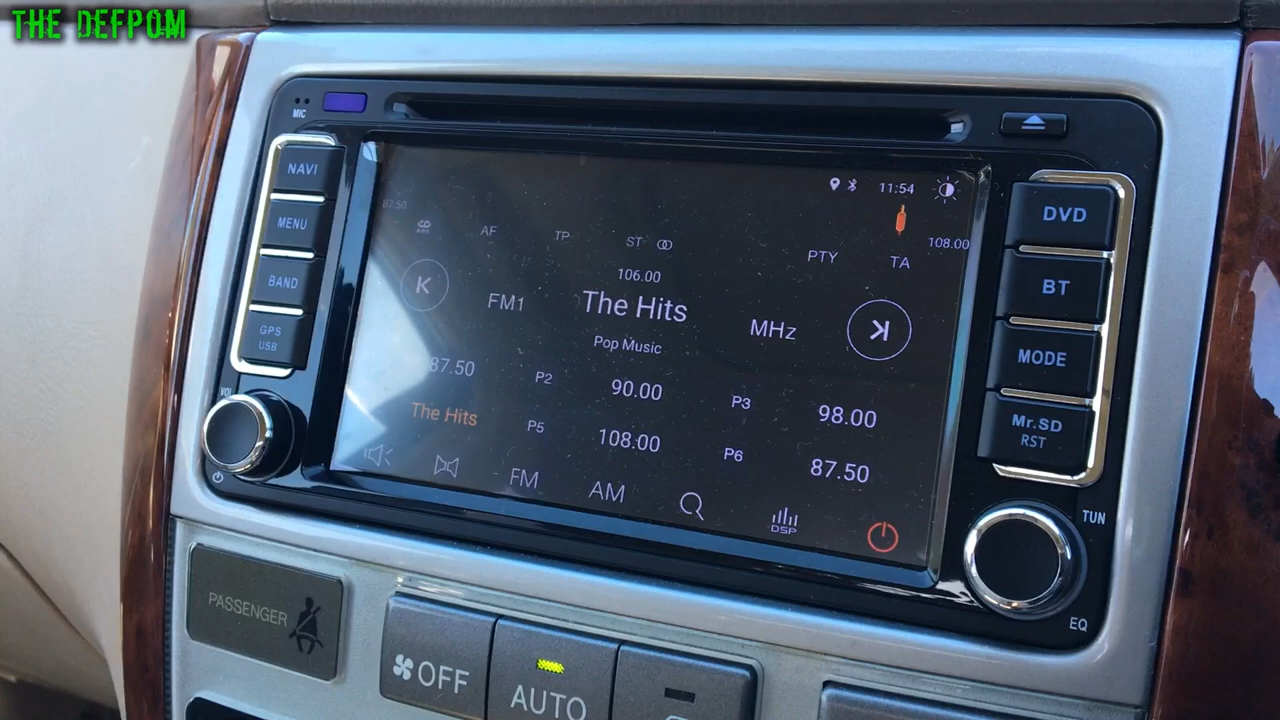 THE DEFPOM
MIC
NAVI
MENU
BAND
GPS
USB
VOL
11:54
87.50
108.00
AF
TP
ST
PTY
TA
106.00
FM1
The Hits
MHz
Pop Music
87.50
P2
90.00
P3
98.00
The Hits
P5
108.00
P6
87.50
FM
AM
DSP
DVD
BT
MODE
Mr.SD
RST
TUN
EQ
PASSENGER
OFF
AUTO